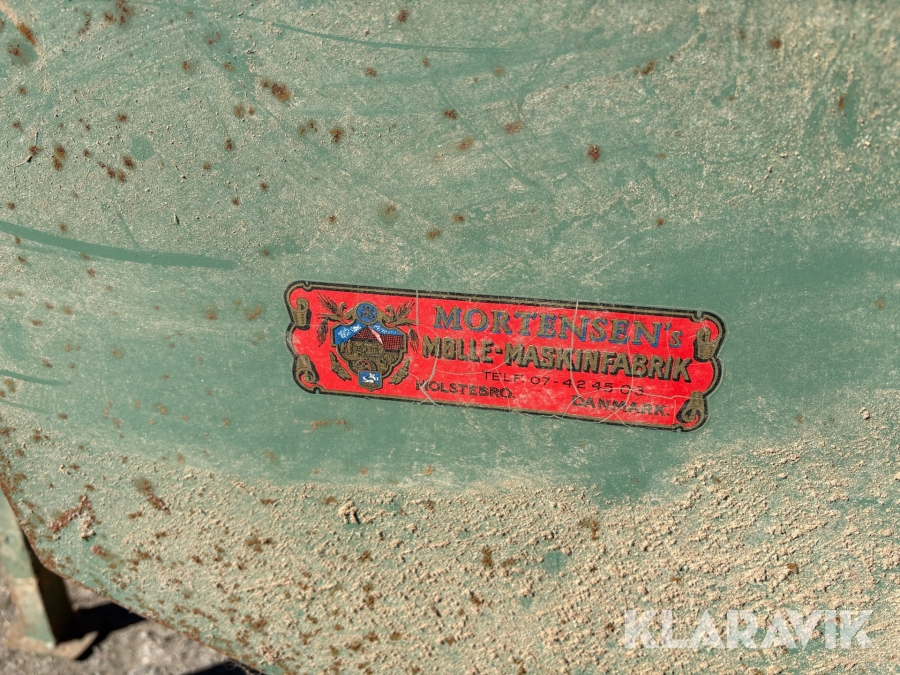 MORTENSEN's
MØLLE-MASKINFABRIK
TELF. 07-42 45 03
HOLSTEBRO. DANMARK.
KLARAVIK